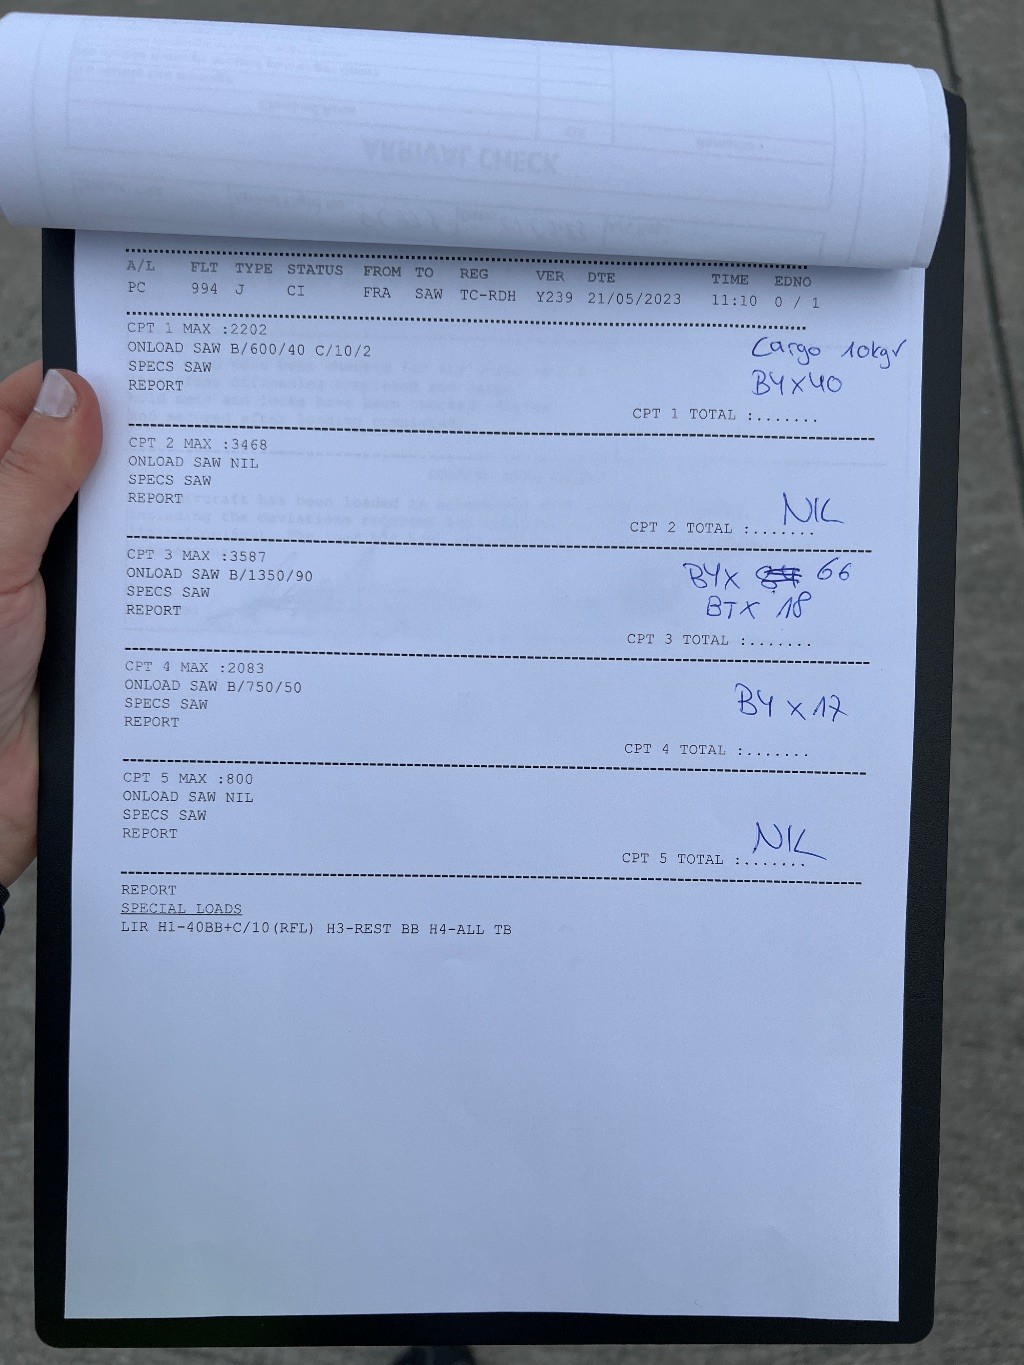 ARRIVAL CHECK
A/L FLT TYPE STATUS FROM TO REG VER DTE TIME EDNO
PC 994 J CI FRA SAW TC-RDH Y239 21/05/2023 11:10 0 / 1
CPT 1 MAX :2202
ONLOAD SAW B/600/40 C/10/2
Cargo 10kgr
SPECS SAW
BY X 40
REPORT
CPT 1 TOTAL :.......
CPT 2 MAX :3468
ONLOAD SAW NIL
SPECS SAW
REPORT
NIL
CPT 2 TOTAL :.......
CPT 3 MAX :3587
ONLOAD SAW B/1350/90
BYX 66
SPECS SAW
REPORT
BTX 18
CPT 3 TOTAL :.......
CPT 4 MAX :2083
ONLOAD SAW B/750/50
SPECS SAW
BY X 17
REPORT
CPT 4 TOTAL :.......
CPT 5 MAX :800
ONLOAD SAW NIL
SPECS SAW
REPORT
NIL
CPT 5 TOTAL :.......
REPORT
SPECIAL LOADS
LIR H1-40BB+C/10(RFL) H3-REST BB H4-ALL TB